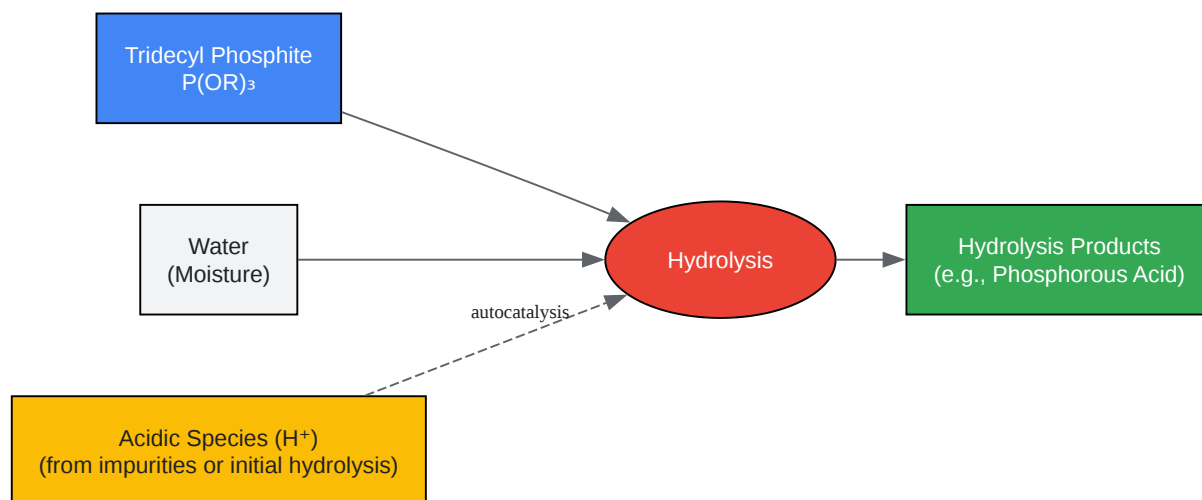 Tridecyl Phosphite
P(OR)₃
Water
(Moisture)
Hydrolysis
Hydrolysis Products
(e.g., Phosphorous Acid)
autocatalysis
Acidic Species (H⁺)
(from impurities or initial hydrolysis)